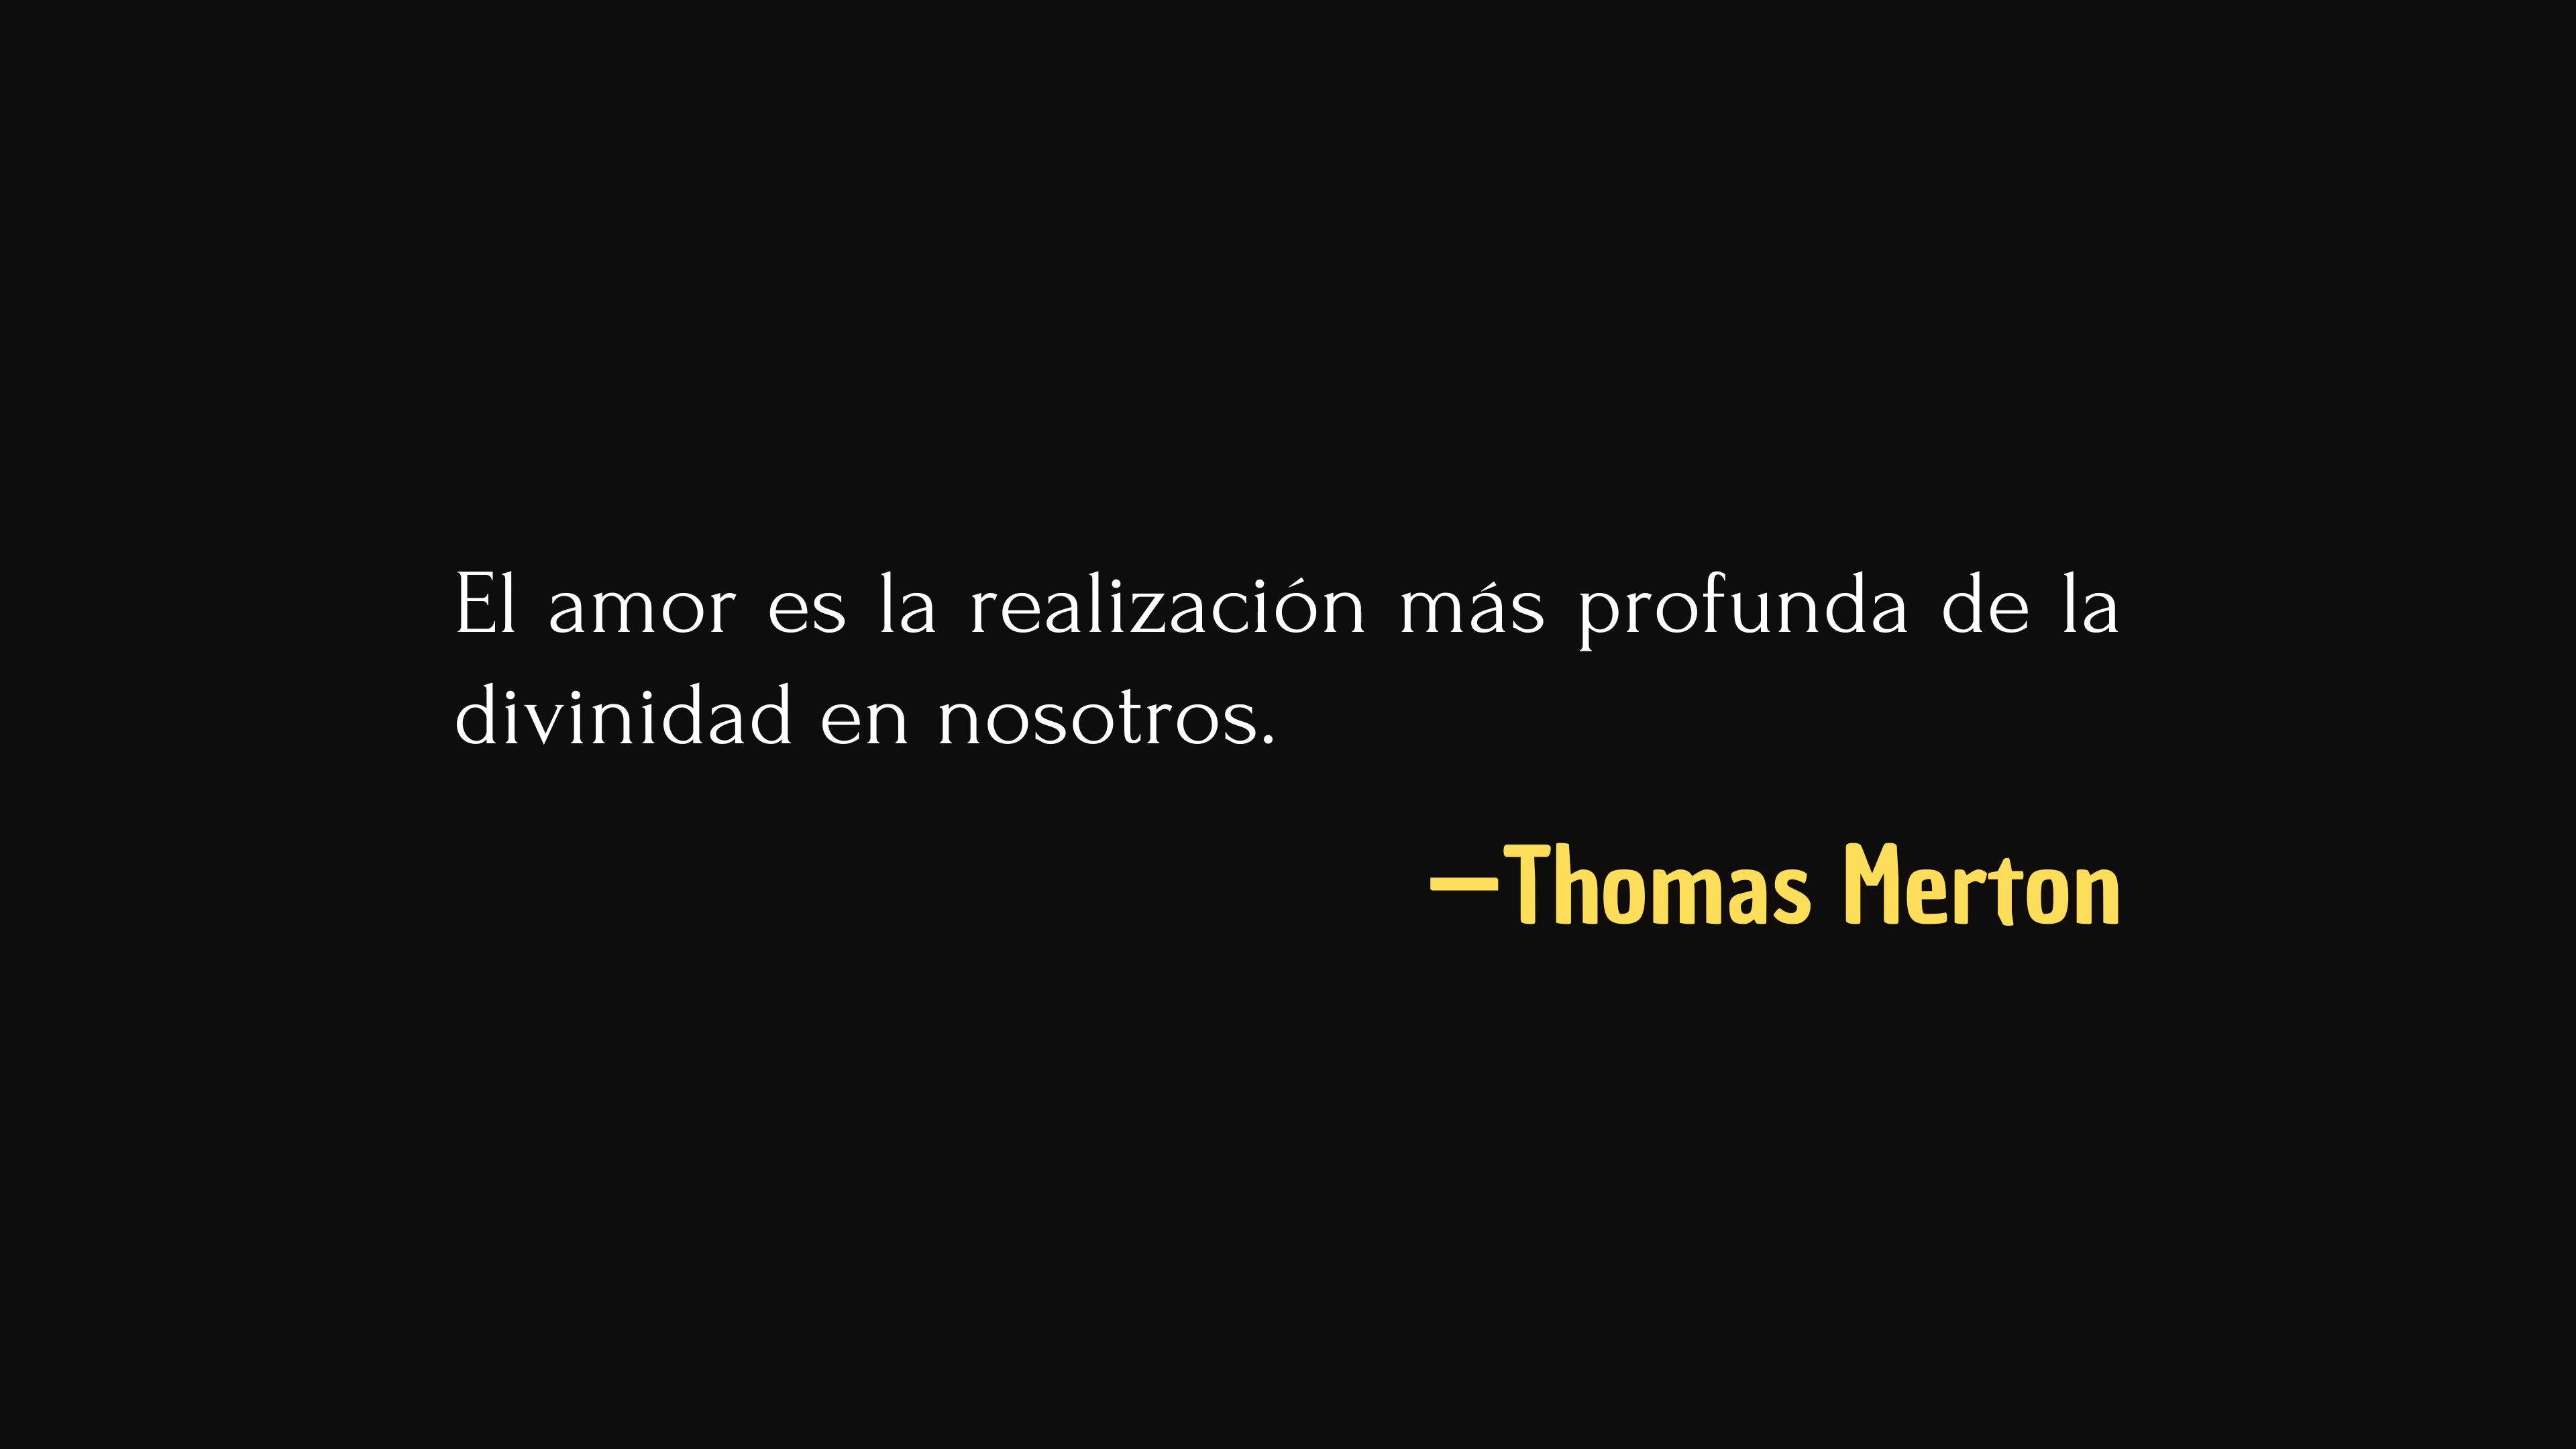 El amor es la realización más profunda de la
divinidad en nosotros.
—Thomas Merton